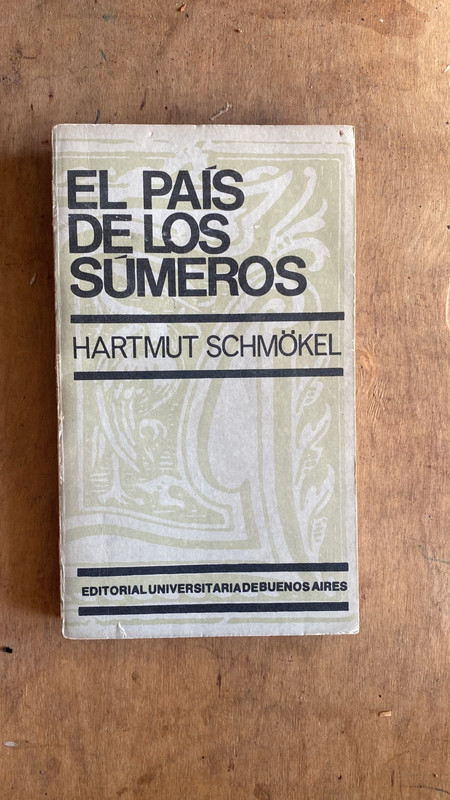 EL PAÍS
DE LOS
SÚMEROS
HARTMUT SCHMÖKEL
EDITORIAL UNIVERSITARIA DE BUENOS AIRES